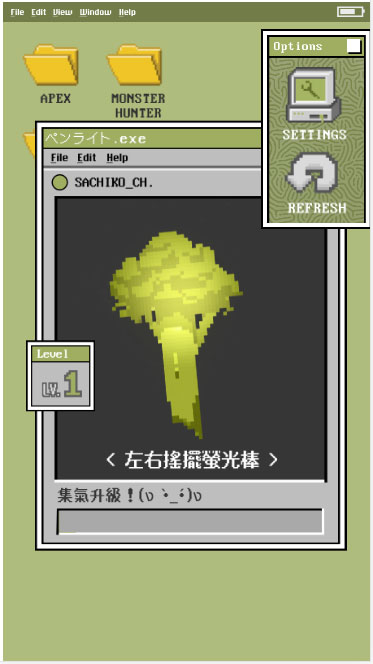 File Edit View Window Help
APEX
MONSTER
HUNTER
Options
SETTINGS
REFRESH
ペンライト.exe
File Edit Help
SACHIKO_CH.
Level
LV.1
< 左右搖擺螢光棒 >
集氣升級！(ง •̀_•́)ง